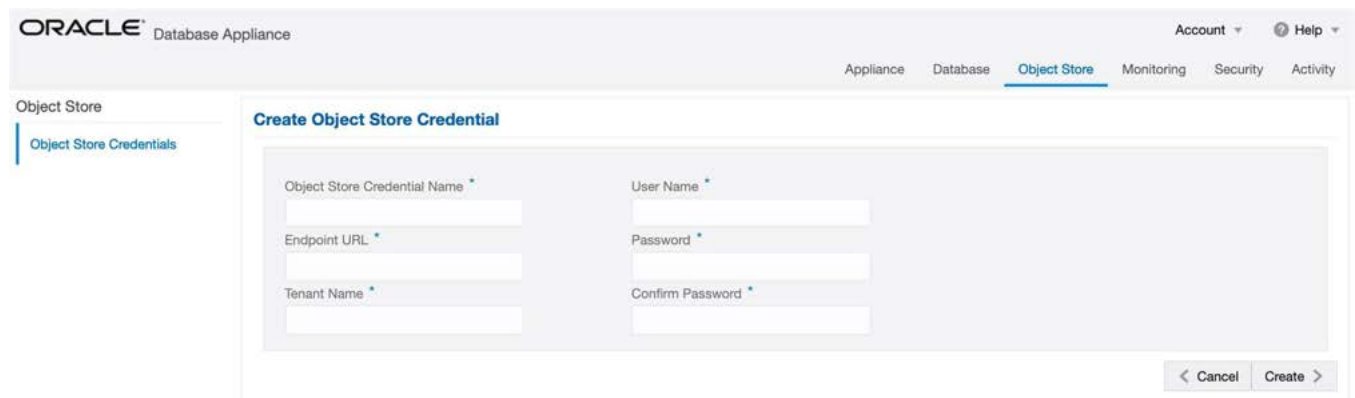 ORACLE® Database Appliance
Account
Help
Appliance Database Object Store Monitoring Security Activity
Object Store
Object Store Credentials
Create Object Store Credential
Object Store Credential Name * User Name *
Endpoint URL * Password *
Tenant Name * Confirm Password *
Cancel Create